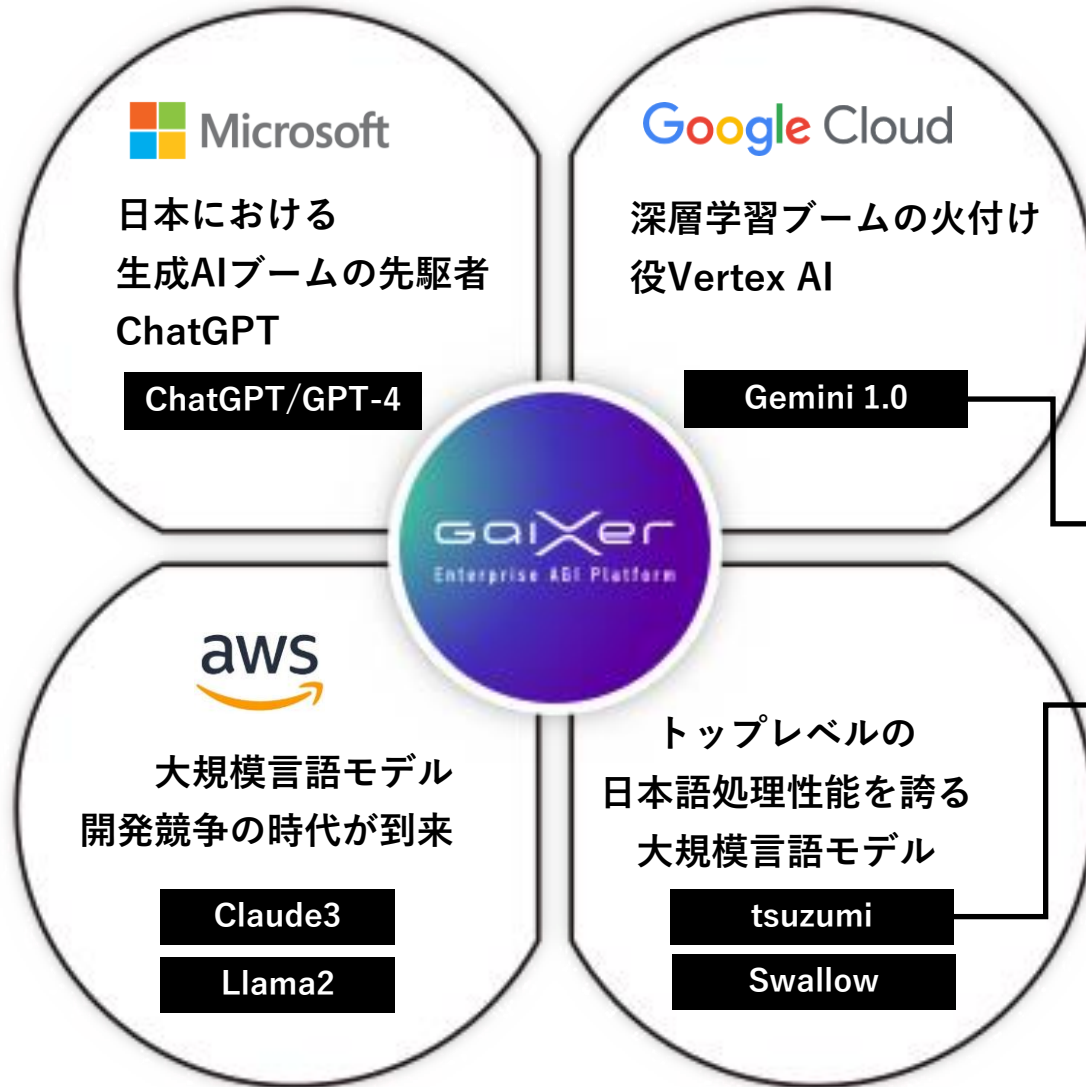 Microsoft
日本における
生成AIブームの先駆者
ChatGPT
ChatGPT/GPT-4
Google Cloud
深層学習ブームの火付け
役Vertex AI
Gemini 1.0
GaiXer
Enterprise AGI Platform
aws
大規模言語モデル
開発競争の時代が到来
Claude3
Llama2
トップレベルの
日本語処理性能を誇る
大規模言語モデル
tsuzumi
Swallow